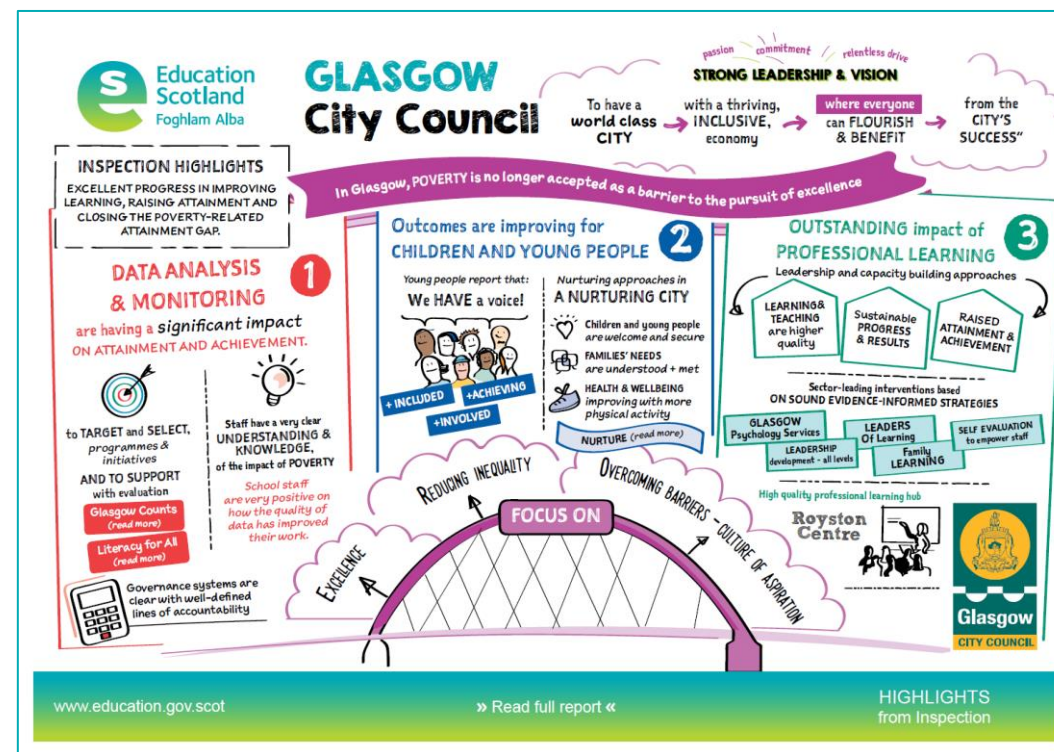 Education
Scotland
Foghlam Alba
GLASGOW
City Council
passion commitment relentless drive
STRONG LEADERSHIP & VISION
To have a
world class
CITY
with a thriving,
INCLUSIVE,
economy
where everyone
can FLOURISH
& BENEFIT
from the
CITY'S
SUCCESS"
INSPECTION HIGHLIGHTS
EXCELLENT PROGRESS IN IMPROVING
LEARNING, RAISING ATTAINMENT AND
CLOSING THE POVERTY-RELATED
ATTAINMENT GAP.
In Glasgow, POVERTY is no longer accepted as a barrier to the pursuit of excellence
DATA ANALYSIS
& MONITORING
1
are having a significant impact
ON ATTAINMENT AND ACHIEVEMENT.
to TARGET and SELECT,
programmes &
initiatives
AND TO SUPPORT
with evaluation
Glasgow Counts
(read more)
Literacy for All
(read more)
Staff have a very clear
UNDERSTANDING &
KNOWLEDGE,
of the impact of POVERTY
School staff
are very positive on
how the quality of
data has improved
their work.
Governance systems are
clear with well-defined
lines of accountability
Outcomes are improving for
CHILDREN AND YOUNG PEOPLE
2
Young people report that:
We HAVE a voice!
+ INCLUDED
+ACHIEVING
+INVOLVED
Nurturing approaches in
A NURTURING CITY
Children and young people
are welcome and secure
FAMILIES' NEEDS
are understood + met
HEALTH & WELLBEING
improving with more
physical activity
NURTURE (read more)
OUTSTANDING impact of
PROFESSIONAL LEARNING
3
Leadership and capacity building approaches
LEARNING&
TEACHING
are higher
quality
Sustainable
PROGRESS
& RESULTS
RAISED
ATTAINMENT &
ACHIEVEMENT
Sector-leading interventions based
ON SOUND EVIDENCE-INFORMED STRATEGIES
GLASGOW
Psychology Services
LEADERSHIP
development - all levels
LEADERS
Of Learning
Family
LEARNING
SELF EVALUATION
to empower staff
High quality professional learning hub
Royston
Centre
EXCELLENCE
REDUCING INEQUALITY
FOCUS ON
OVERCOMING BARRIERS - CULTURE OF ASPIRATION
Glasgow
CITY COUNCIL
www.education.gov.scot
» Read full report «
HIGHLIGHTS
from Inspection